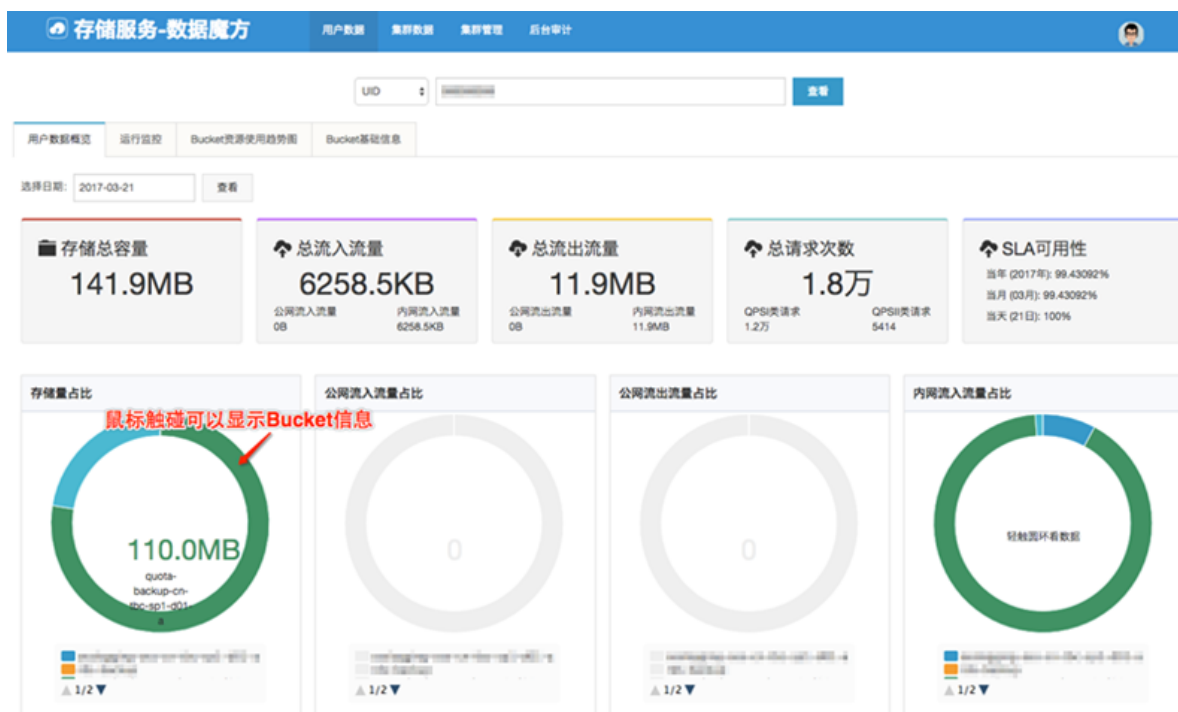 存储服务-数据魔方
用户数据 集群数据 集群管理 后台审计
UID 查看
用户数据概览 运行监控 Bucket资源使用趋势图 Bucket基础信息
选择日期: 2017-03-21 查看
存储总容量 总流入流量 总流出流量 总请求次数 SLA可用性
141.9MB 6258.5KB 11.9MB 1.8万
当年 (2017年): 99.43092%
当月 (03月): 99.43092%
当天 (21日): 100%
公网流入流量 内网流入流量 公网流出流量 内网流出流量 QPSI类请求 QPSII类请求
0B 6258.5KB 0B 11.9MB 1.2万 5414
存储量占比 公网流入流量占比 公网流出流量占比 内网流入流量占比
鼠标触碰可以显示Bucket信息
110.0MB 0 0 轻触圆环看数据
quota-
backup-cn-
tbc-sp1-d01-
a
1/2 1/2 1/2 1/2